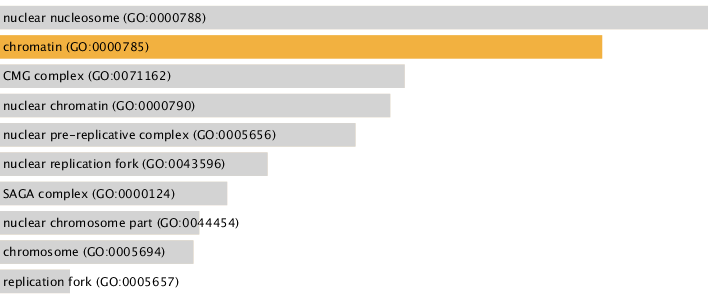 nuclear nucleosome (GO:0000788)
chromatin (GO:0000785)
CMG complex (GO:0071162)
nuclear chromatin (GO:0000790)
nuclear pre-replicative complex (GO:0005656)
nuclear replication fork (GO:0043596)
SAGA complex (GO:0000124)
nuclear chromosome part (GO:0044454)
chromosome (GO:0005694)
replication fork (GO:0005657)